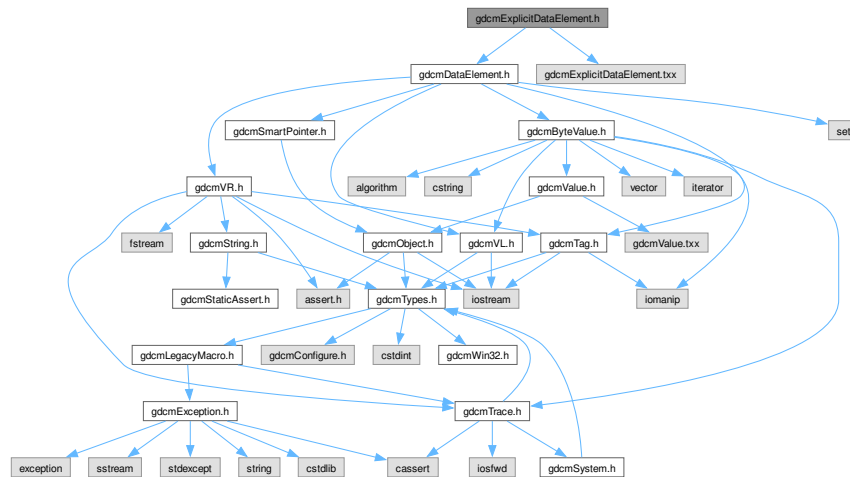 gdcmExplicitDataElement.h
gdcmDataElement.h
gdcmExplicitDataElement.txx
gdcmSmartPointer.h
gdcmByteValue.h
set
gdcmVR.h
algorithm
cstring
gdcmValue.h
vector
iterator
fstream
gdcmString.h
gdcmObject.h
gdcmVL.h
gdcmTag.h
gdcmValue.txx
gdcmStaticAssert.h
assert.h
gdcmTypes.h
iostream
iomanip
gdcmLegacyMacro.h
gdcmConfigure.h
cstdint
gdcmWin32.h
gdcmException.h
gdcmTrace.h
exception
sstream
stdexcept
string
cstdlib
cassert
iosfwd
gdcmSystem.h